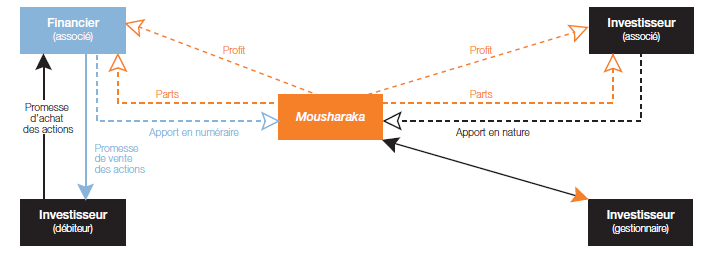 Financier
(associé)
Investisseur
(associé)
Profit
Profit
Parts
Parts
Mousharaka
Promesse
d'achat
des actions
Apport en numéraire
Apport en nature
Promesse
de vente
des actions
Investisseur
(débiteur)
Investisseur
(gestionnaire)